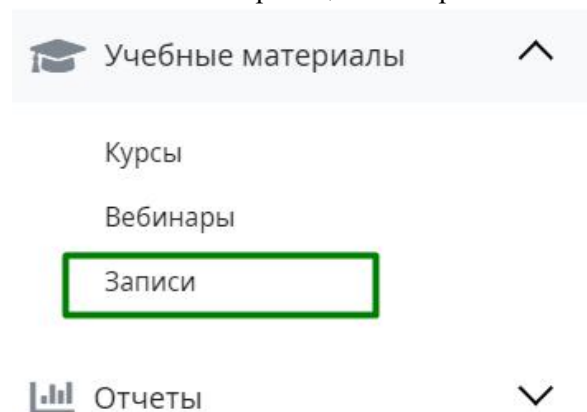 Учебные материалы
Курсы
Вебинары
Записи
Отчеты